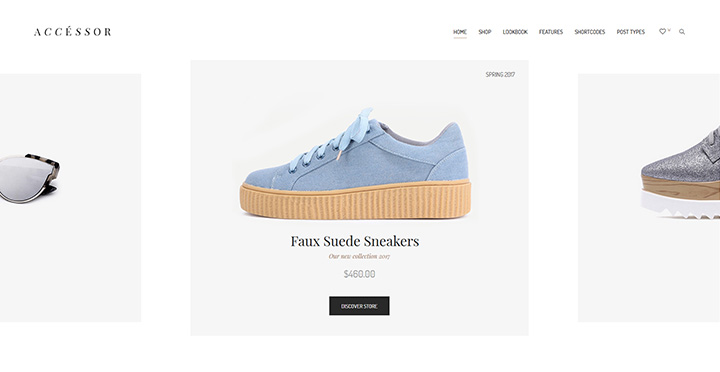 ACCÉSSOR
HOME SHOP LOOKBOOK FEATURES SHORTCODES POST TYPES
SPRING 2017
Faux Suede Sneakers
Our new collection 2017
$460.00
DISCOVER STORE